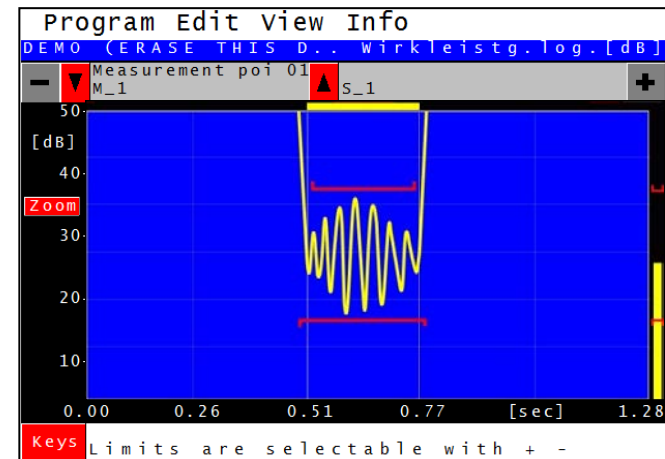 Program Edit View Info
DEMO (ERASE THIS D.. Wirkleistg.log.[dB]
− ▼ Measurement poi 01 ▲ +
M_1 S_1
50
[dB]
40
Zoom
30
20
10
0.00 0.26 0.51 0.77 [sec] 1.28
Keys Limits are selectable with + -